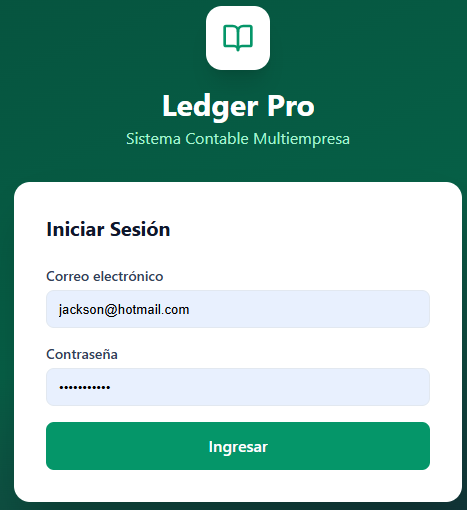 Ledger Pro
Sistema Contable Multiempresa
Iniciar Sesión
Correo electrónico
jackson@hotmail.com
Contraseña
•••••••••••
Ingresar